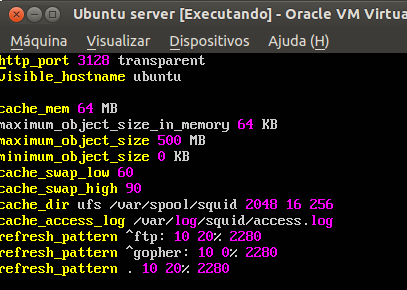 Ubuntu server [Executando] - Oracle VM Virtua
Máquina Visualizar Dispositivos Ajuda (H)
http_port 3128 transparent
visible_hostname ubuntu
cache_mem 64 MB
maximum_object_size_in_memory 64 KB
maximum_object_size 500 MB
minimum_object_size 0 KB
cache_swap_low 60
cache_swap_high 90
cache_dir ufs /var/spool/squid 2048 16 256
cache_access_log /var/log/squid/access.log
refresh_pattern ^ftp: 10 20% 2280
refresh_pattern ^gopher: 10 0% 2280
refresh_pattern . 10 20% 2280